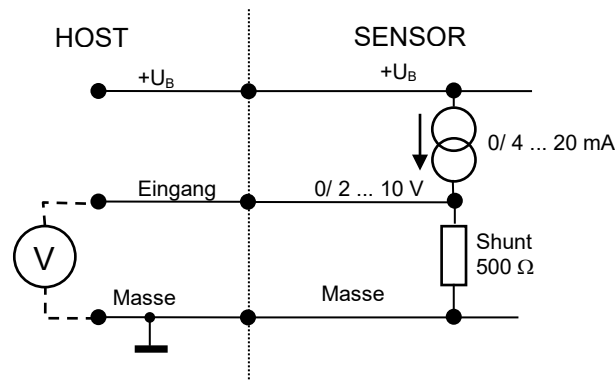 HOST
SENSOR
+UB
+UB
0/ 4 ... 20 mA
Eingang
0/ 2 ... 10 V
V
Shunt
500 Ω
Masse
Masse